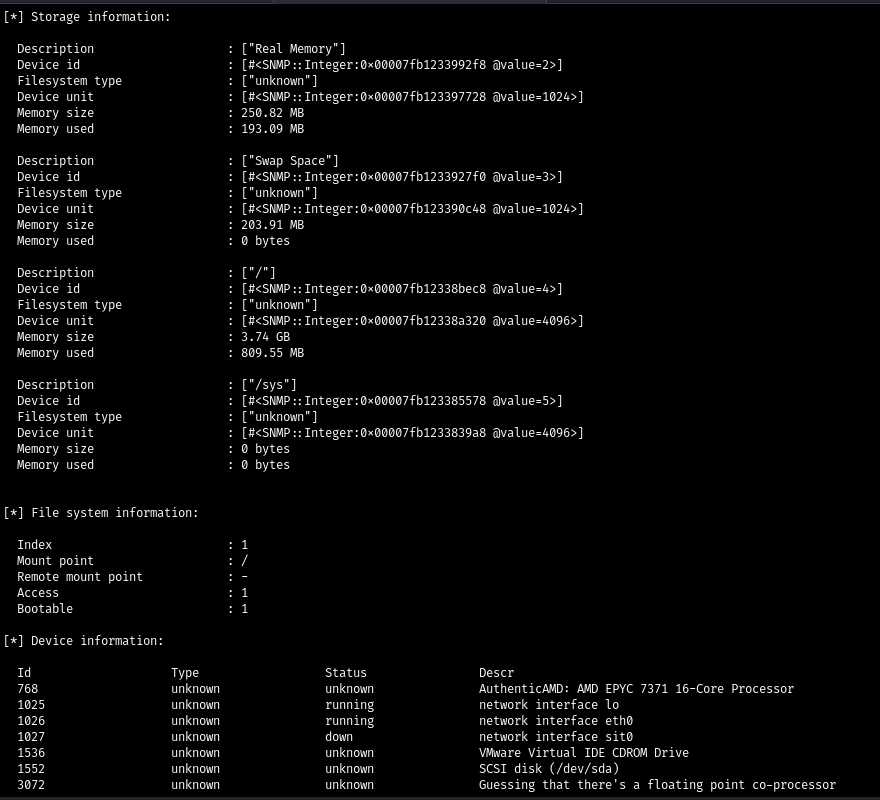 [*] Storage information:
Description : ["Real Memory"]
Device id : [#<SNMP::Integer:0×00007fb1233992f8 @value=2>]
Filesystem type : ["unknown"]
Device unit : [#<SNMP::Integer:0×00007fb123397728 @value=1024>]
Memory size : 250.82 MB
Memory used : 193.09 MB
Description : ["Swap Space"]
Device id : [#<SNMP::Integer:0×00007fb1233927f0 @value=3>]
Filesystem type : ["unknown"]
Device unit : [#<SNMP::Integer:0×00007fb123390c48 @value=1024>]
Memory size : 203.91 MB
Memory used : 0 bytes
Description : ["/"]
Device id : [#<SNMP::Integer:0×00007fb12338bec8 @value=4>]
Filesystem type : ["unknown"]
Device unit : [#<SNMP::Integer:0×00007fb12338a320 @value=4096>]
Memory size : 3.74 GB
Memory used : 809.55 MB
Description : ["/sys"]
Device id : [#<SNMP::Integer:0×00007fb123385578 @value=5>]
Filesystem type : ["unknown"]
Device unit : [#<SNMP::Integer:0×00007fb1233839a8 @value=4096>]
Memory size : 0 bytes
Memory used : 0 bytes
[*] File system information:
Index : 1
Mount point : /
Remote mount point : -
Access : 1
Bootable : 1
[*] Device information:
Id Type Status Descr
768 unknown unknown AuthenticAMD: AMD EPYC 7371 16-Core Processor
1025 unknown running network interface lo
1026 unknown running network interface eth0
1027 unknown down network interface sit0
1536 unknown unknown VMware Virtual IDE CDROM Drive
1552 unknown unknown SCSI disk (/dev/sda)
3072 unknown unknown Guessing that there's a floating point co-processor